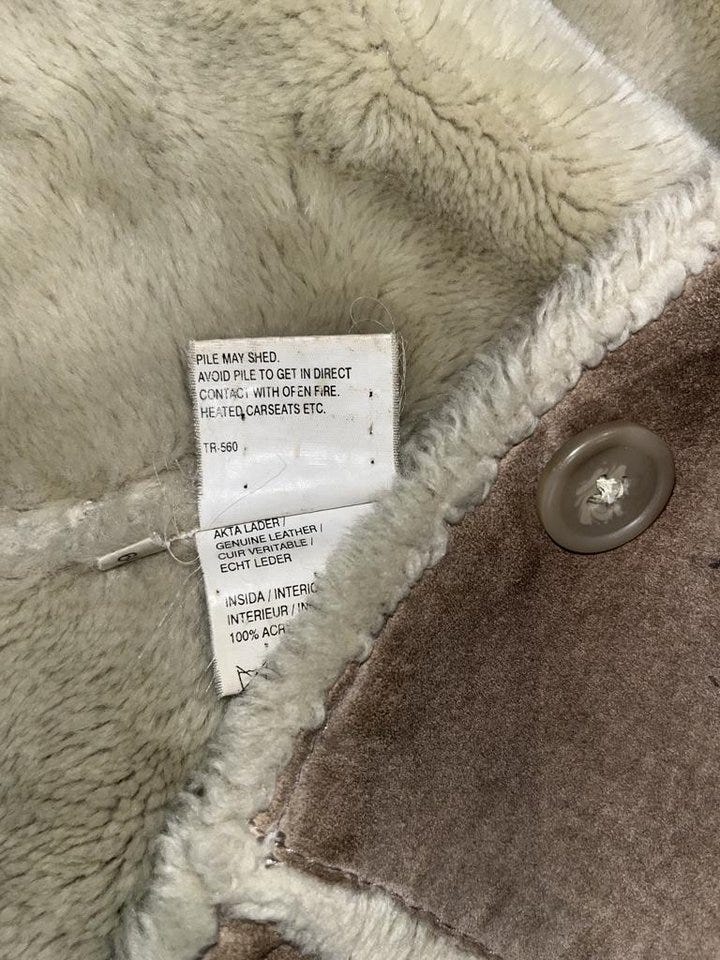 PILE MAY SHED.
AVOID PILE TO GET IN DIRECT
CONTACT WITH OPEN FIRE.
HEATED CARSEATS ETC.
TR-560
AKTA LÄDER /
GENUINE LEATHER /
CUIR VERITABLE /
ECHT LEDER
INSIDA / INTERIO
INTERIEUR / IN
100% ACR